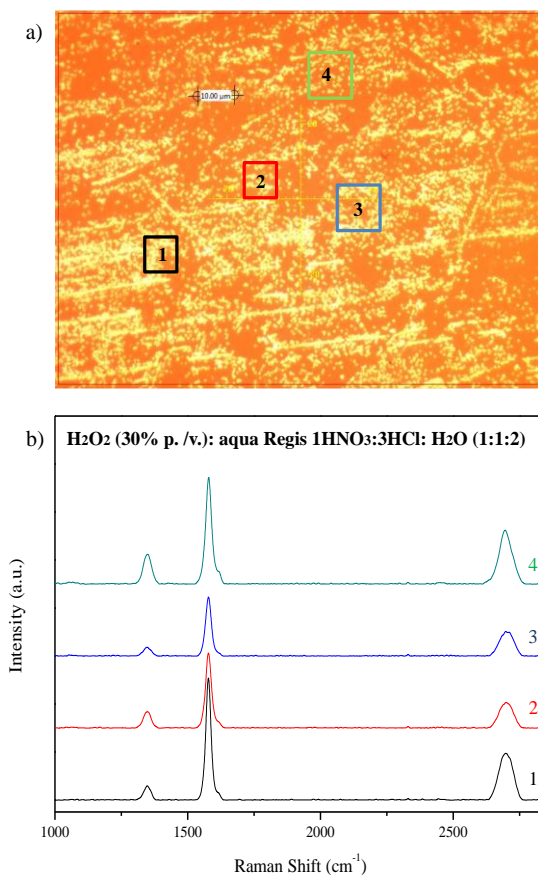 a)
4
10.00 µm
2
3
1
b)
H2O2 (30% p. /v.): aqua Regis 1HNO3:3HCl: H2O (1:1:2)
4
3
2
1
Intensity (a.u.)
1000 1500 2000 2500
Raman Shift (cm-1)